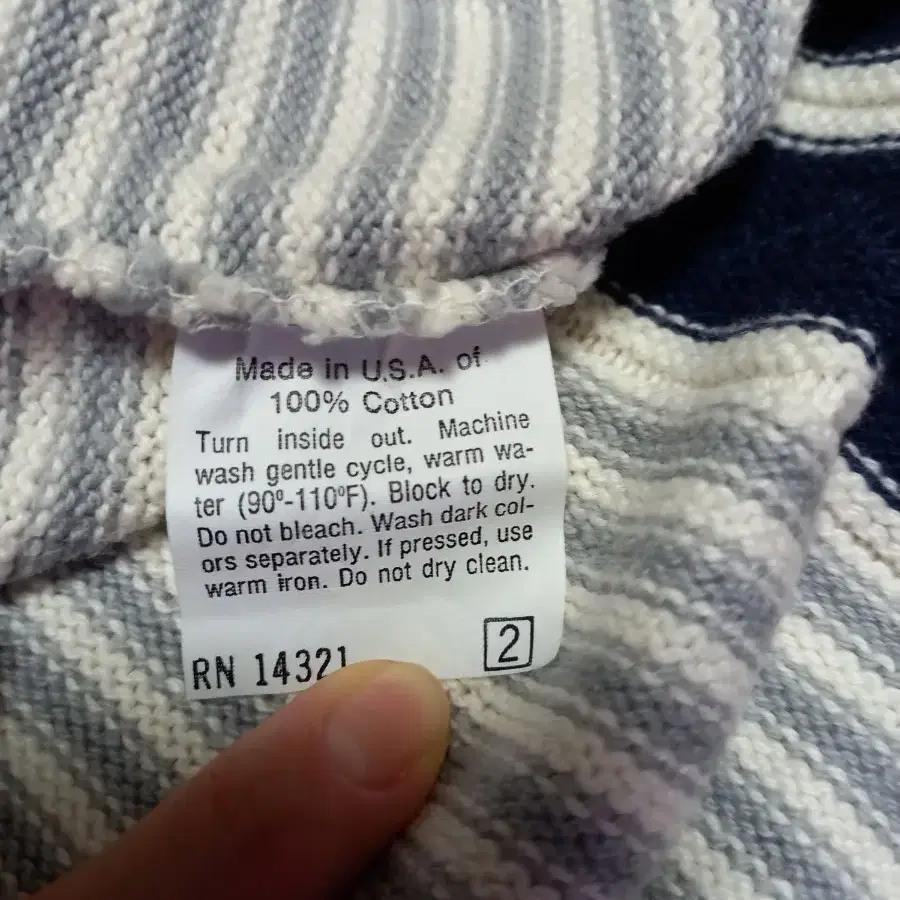 Made in U.S.A. of
100% Cotton
Turn inside out. Machine
wash gentle cycle, warm wa-
ter (90º-110ºF). Block to dry.
Do not bleach. Wash dark col-
ors separately. If pressed, use
warm iron. Do not dry clean.
RN 14321
2